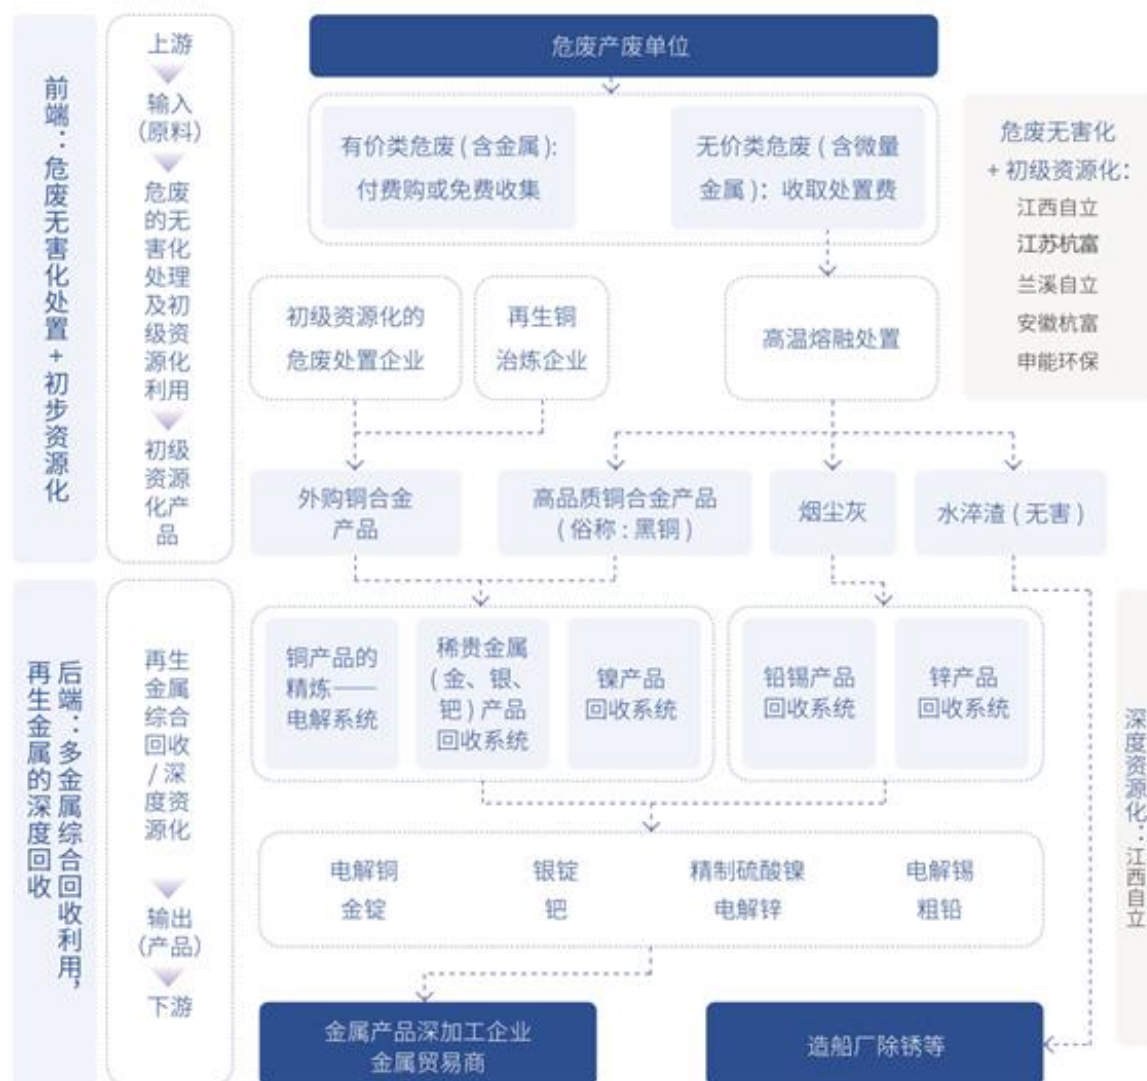 前端：危废无害化处置+初步资源化
上游
输入
（原料）
危废
的无
害化
处理
及初
级资
源化
利用
初级
资源
化产
品
危废产废单位
有价类危废(含金属):
付费购或免费收集
无价类危废(含微量
金属)：收取处置费
危废无害化
+初级资源化：
江西自立
江苏杭富
兰溪自立
安徽杭富
申能环保
初级资源化的
危废处置企业
再生铜
冶炼企业
高温熔融处置
外购铜合金
产品
高品质铜合金产品
(俗称:黑铜)
烟尘灰
水淬渣(无害)
后端：多金属综合回收利用，
再生金属的深度回收
再生
金属
综合
回收
/深
度资
源化
输出
（产品）
下游
铜产品的
精炼——
电解系统
稀贵金属
(金、银、
钯)产品
回收系统
镍产品
回收系统
铅锡产品
回收系统
锌产品
回收系统
深度资源化：江西自立
电解铜
银锭
精制硫酸镍
电解锡
金锭
钯
电解锌
粗铅
金属产品深加工企业
金属贸易商
造船厂除锈等